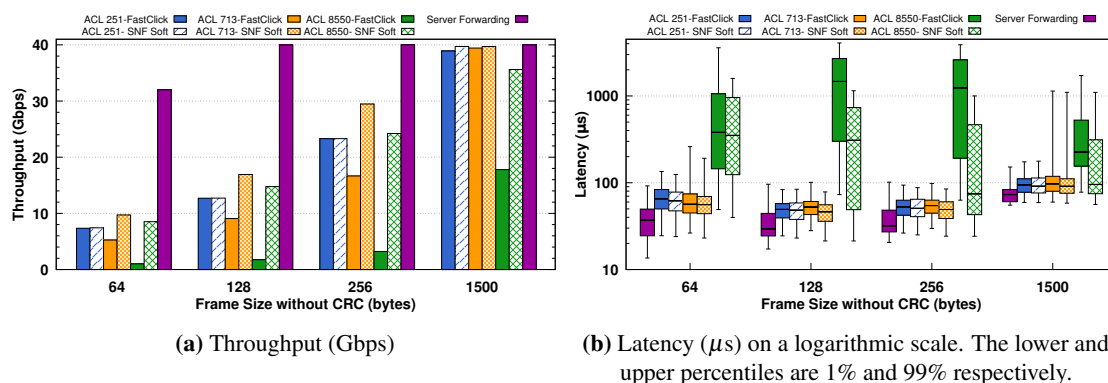 ACL 251-FastClick ACL 713-FastClick ACL 8550-FastClick Server Forwarding
ACL 251- SNF Soft ACL 713- SNF Soft ACL 8550- SNF Soft
40
30
20
10
0
Throughput (Gbps)
64 128 256 1500
Frame Size without CRC (bytes)
(a) Throughput (Gbps)
ACL 251-FastClick ACL 713-FastClick ACL 8550-FastClick Server Forwarding
ACL 251- SNF Soft ACL 713- SNF Soft ACL 8550- SNF Soft
1000
100
10
Latency (µs)
64 128 256 1500
Frame Size without CRC (bytes)
(b) Latency (µs) on a logarithmic scale. The lower and
upper percentiles are 1% and 99% respectively.